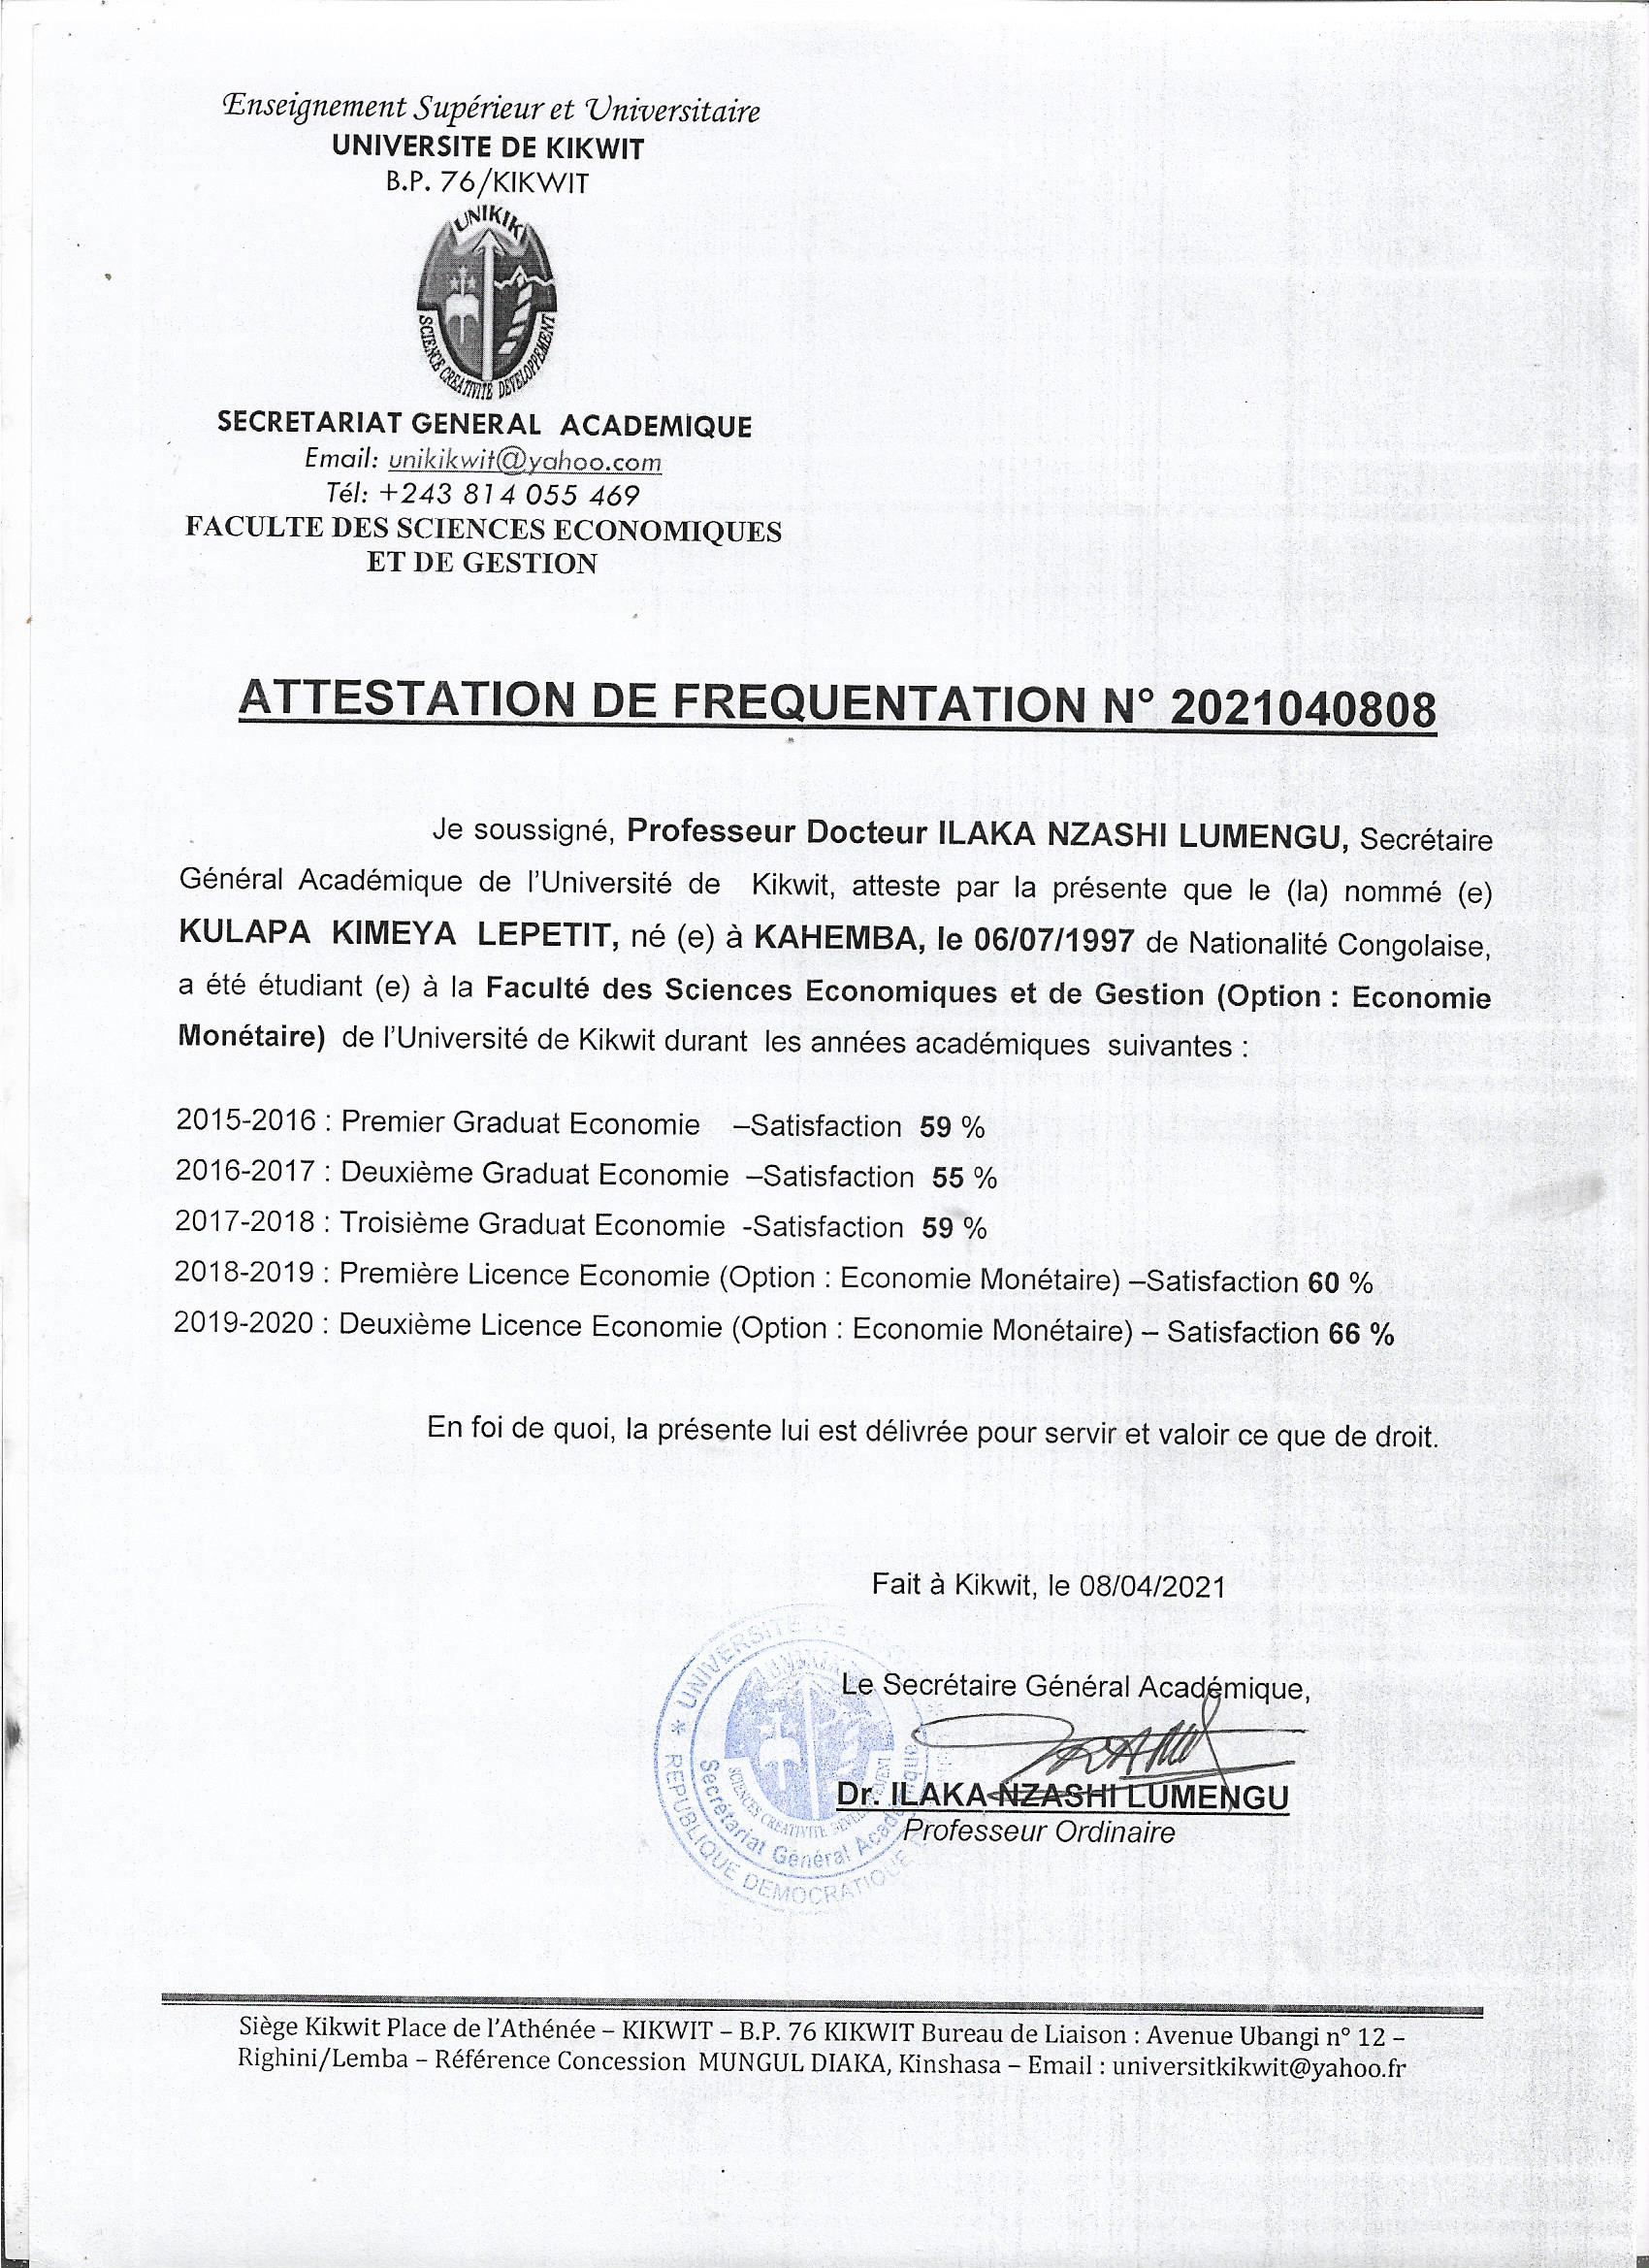 Enseignement Supérieur et Universitaire
UNIVERSITE DE KIKWIT
B.P. 76/KIKWIT
UNIKIK
SCIENCE CREATIVITE DEVELOPPEMENT
SECRETARIAT GENERAL ACADEMIQUE
Email: unikikwit@yahoo.com
Tél: +243 814 055 469
FACULTE DES SCIENCES ECONOMIQUES
ET DE GESTION
ATTESTATION DE FREQUENTATION N° 2021040808
Je soussigné, Professeur Docteur ILAKA NZASHI LUMENGU, Secrétaire
Général Académique de l'Université de Kikwit, atteste par la présente que le (la) nommé (e)
KULAPA KIMEYA LEPETIT, né (e) à KAHEMBA, le 06/07/1997 de Nationalité Congolaise,
a été étudiant (e) à la Faculté des Sciences Economiques et de Gestion (Option : Economie
Monétaire) de l'Université de Kikwit durant les années académiques suivantes :
2015-2016 : Premier Graduat Economie –Satisfaction 59 %
2016-2017 : Deuxième Graduat Economie –Satisfaction 55 %
2017-2018 : Troisième Graduat Economie -Satisfaction 59 %
2018-2019 : Première Licence Economie (Option : Economie Monétaire) –Satisfaction 60 %
2019-2020 : Deuxième Licence Economie (Option : Economie Monétaire) – Satisfaction 66 %
En foi de quoi, la présente lui est délivrée pour servir et valoir ce que de droit.
Fait à Kikwit, le 08/04/2021
Le Secrétaire Général Académique,
Dr. ILAKA NZASHI LUMENGU
Professeur Ordinaire
UNIVERSITE DE
REPUBLIQUE DEMOCRATIQUE
Secrétariat Général Académique
Siège Kikwit Place de l'Athénée – KIKWIT – B.P. 76 KIKWIT Bureau de Liaison : Avenue Ubangi n° 12 –
Righini/Lemba – Référence Concession MUNGUL DIAKA, Kinshasa – Email : universitkikwit@yahoo.fr